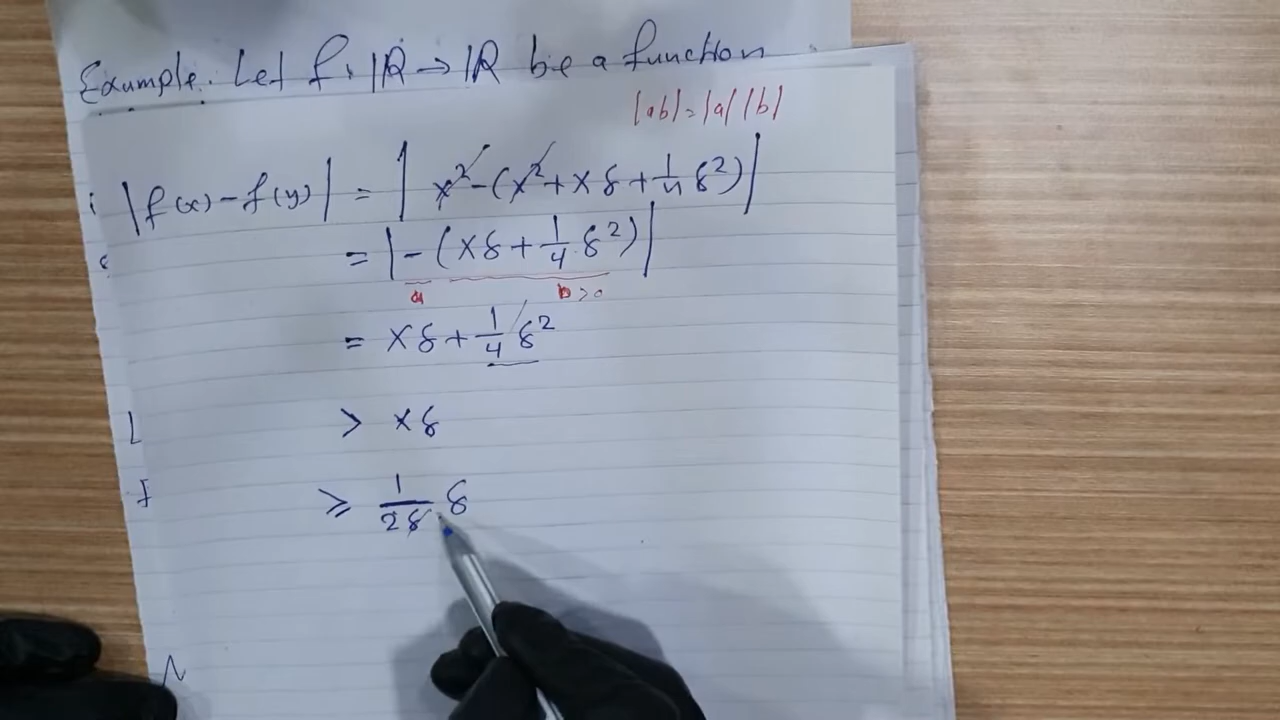 Example. Let f: ℝ → ℝ be a function
|ab| = |a| |b|
|f(x) - f(y)| = | x² - (x² + xδ + 1/4 δ²)|
= |-(xδ + 1/4 δ²)|
a b > 0
= xδ + 1/4 δ²
> xδ
≥ 1/2δ δ